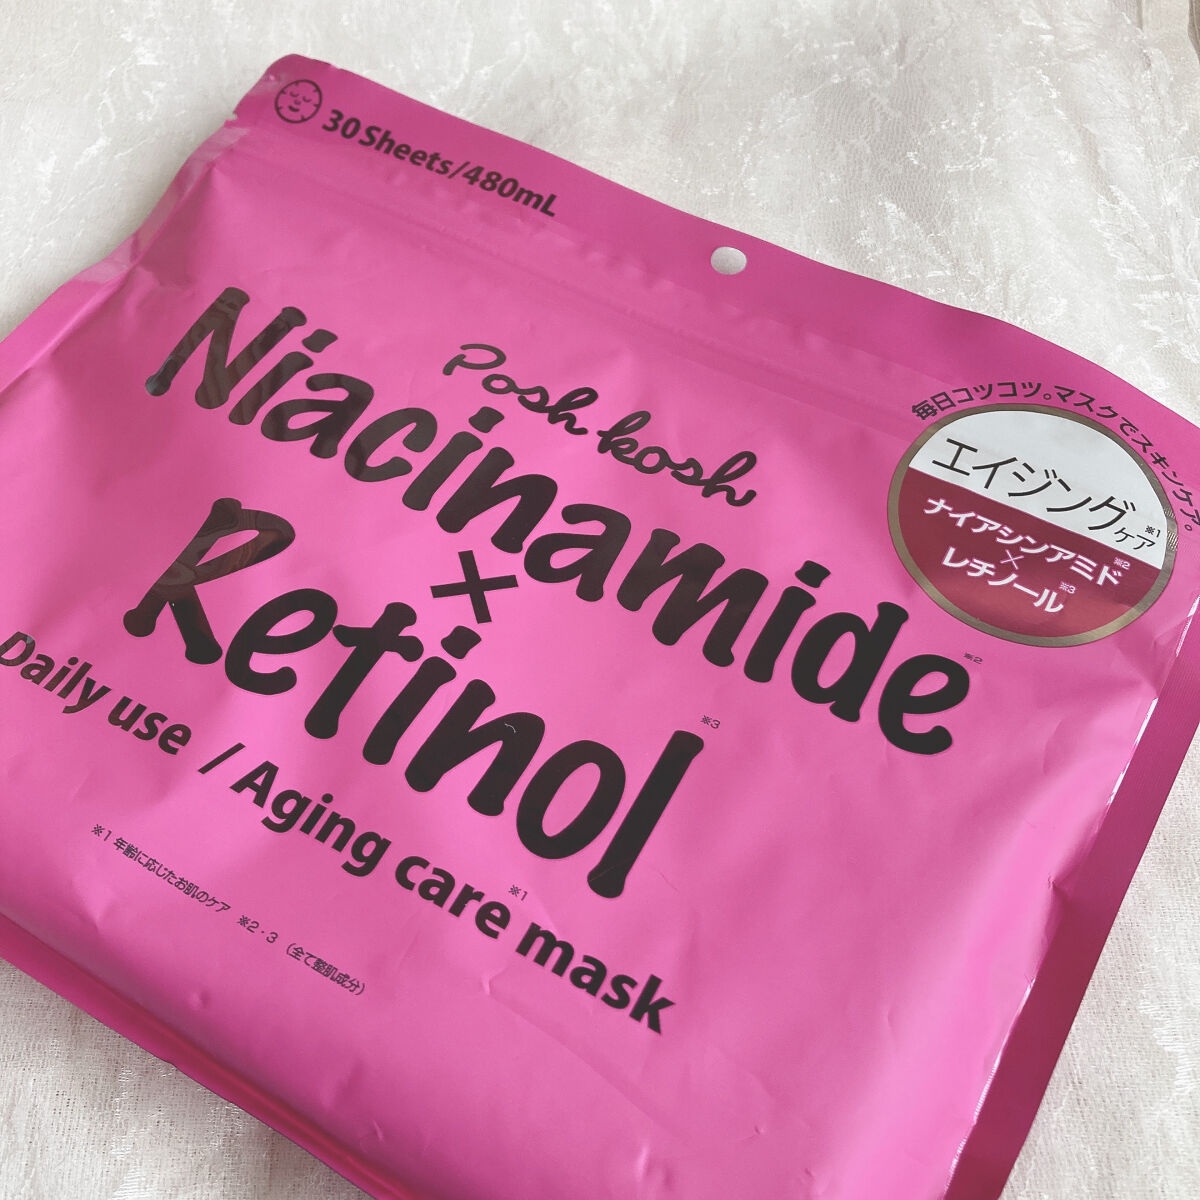 30 Sheets/480mL
Posh kosh
Niacinamide※2
×
Retinol※3
Daily use / Aging care※1 mask
※1 年齢に応じたお肌のケア ※2・3 (全て整肌成分)
毎日コツコツ。マスクでスキンケア。
エイジングケア※1
ナイアシンアミド※2
×
レチノール※3